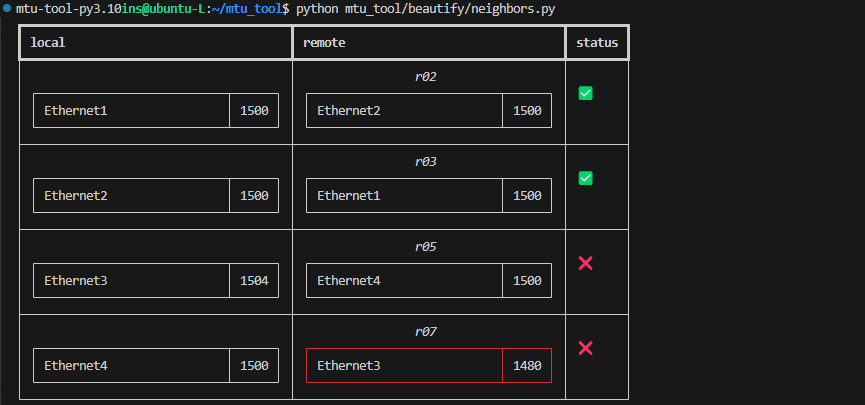 mtu-tool-py3.10ins@ubuntu-L:~/mtu_tool$ python mtu_tool/beautify/neighbors.py
local remote status
r02
Ethernet1 1500 Ethernet2 1500 ✅
r03
Ethernet2 1500 Ethernet1 1500 ✅
r05
Ethernet3 1504 Ethernet4 1500 ❌
r07
Ethernet4 1500 Ethernet3 1480 ❌